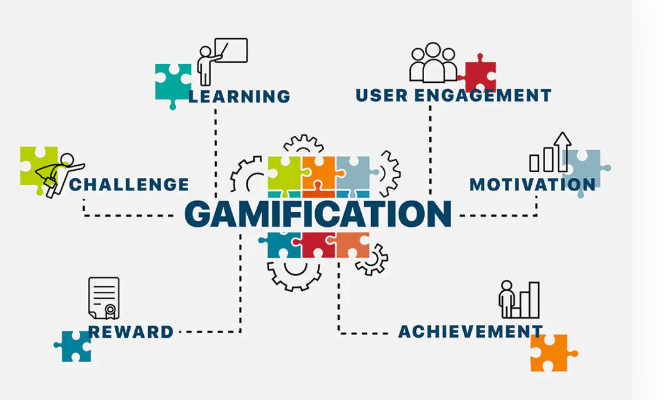 LEARNING
USER ENGAGEMENT
CHALLENGE
MOTIVATION
GAMIFICATION
REWARD
ACHIEVEMENT